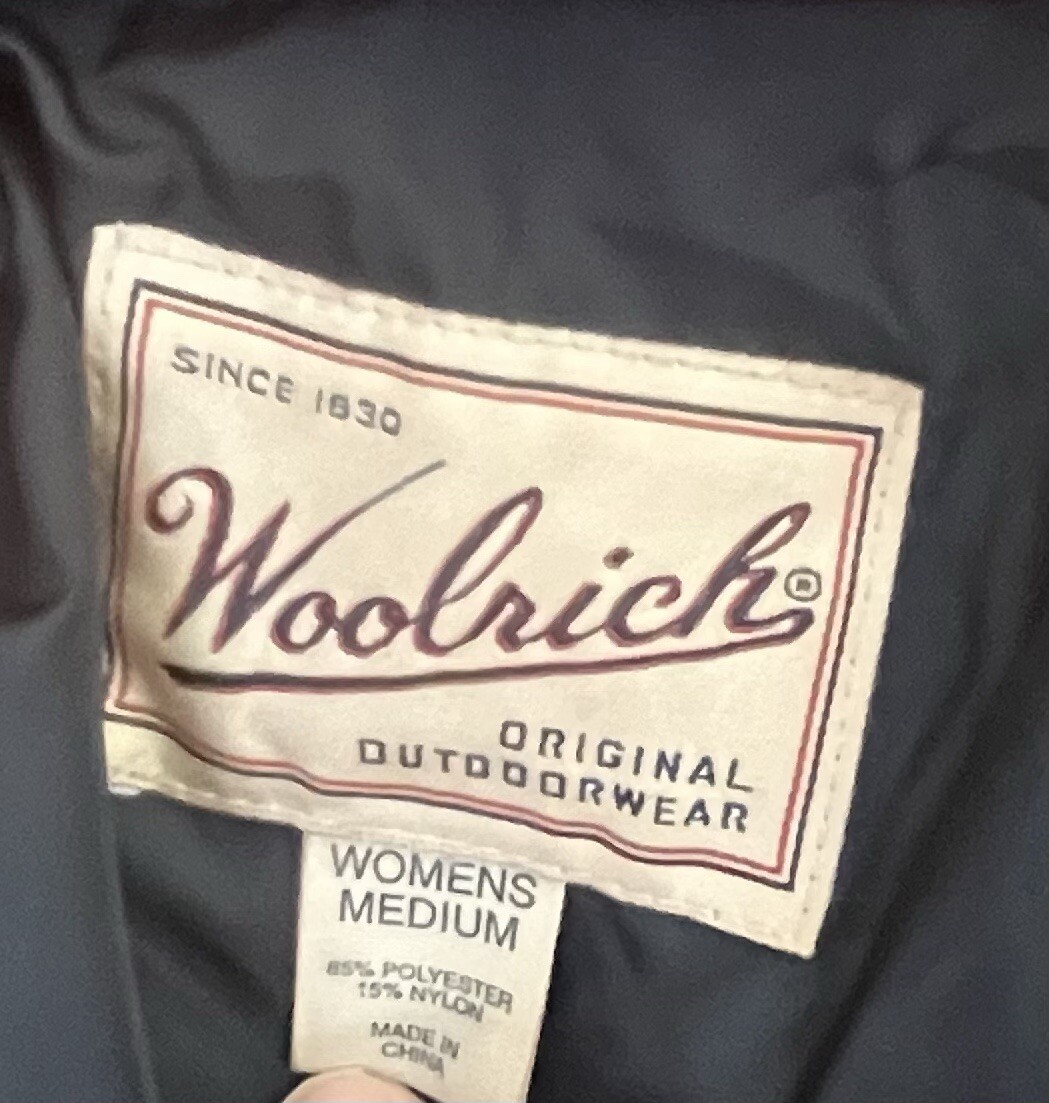 SINCE 1830
Woolrich®
ORIGINAL
OUTDOORWEAR
WOMENS
MEDIUM
85% POLYESTER
15% NYLON
MADE IN
CHINA